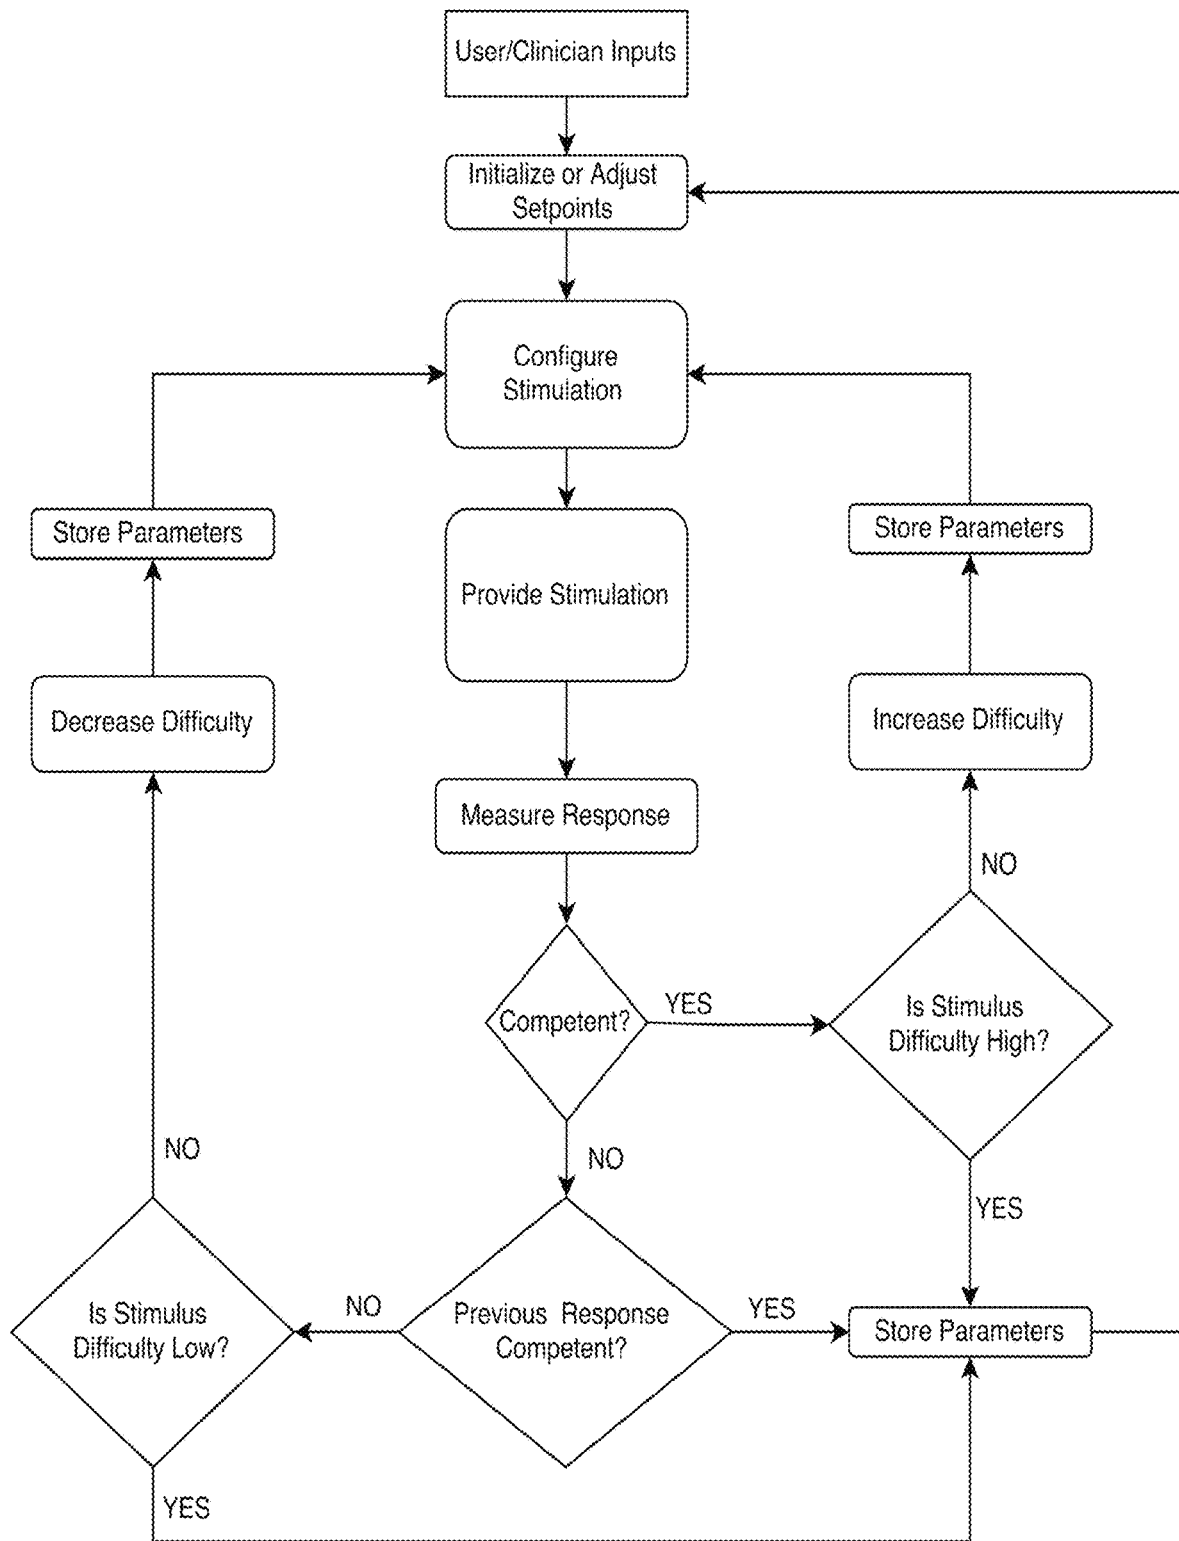 User/Clinician Inputs
Initialize or Adjust
Setpoints
Configure
Stimulation
Store Parameters
Store Parameters
Provide Stimulation
Decrease Difficulty
Increase Difficulty
Measure Response
NO
Competent?
YES
Is Stimulus
Difficulty High?
NO
NO
YES
Is Stimulus
Difficulty Low?
NO
Previous Response
Competent?
YES
Store Parameters
YES